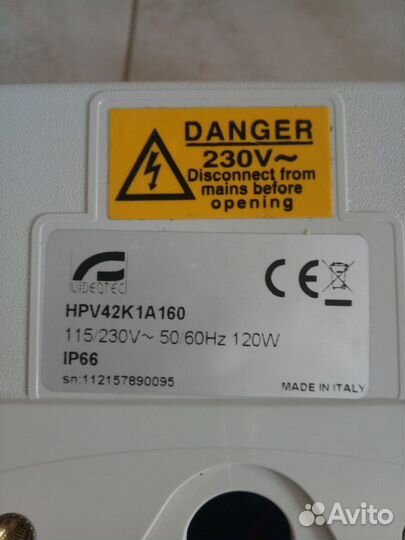 DANGER
230V~
Disconnect from
mains before
opening
VIDEOTEC
CE
HPV42K1A160
115/230V~ 50/60Hz 120W
IP66
sn:112157890095
MADE IN ITALY
Avito